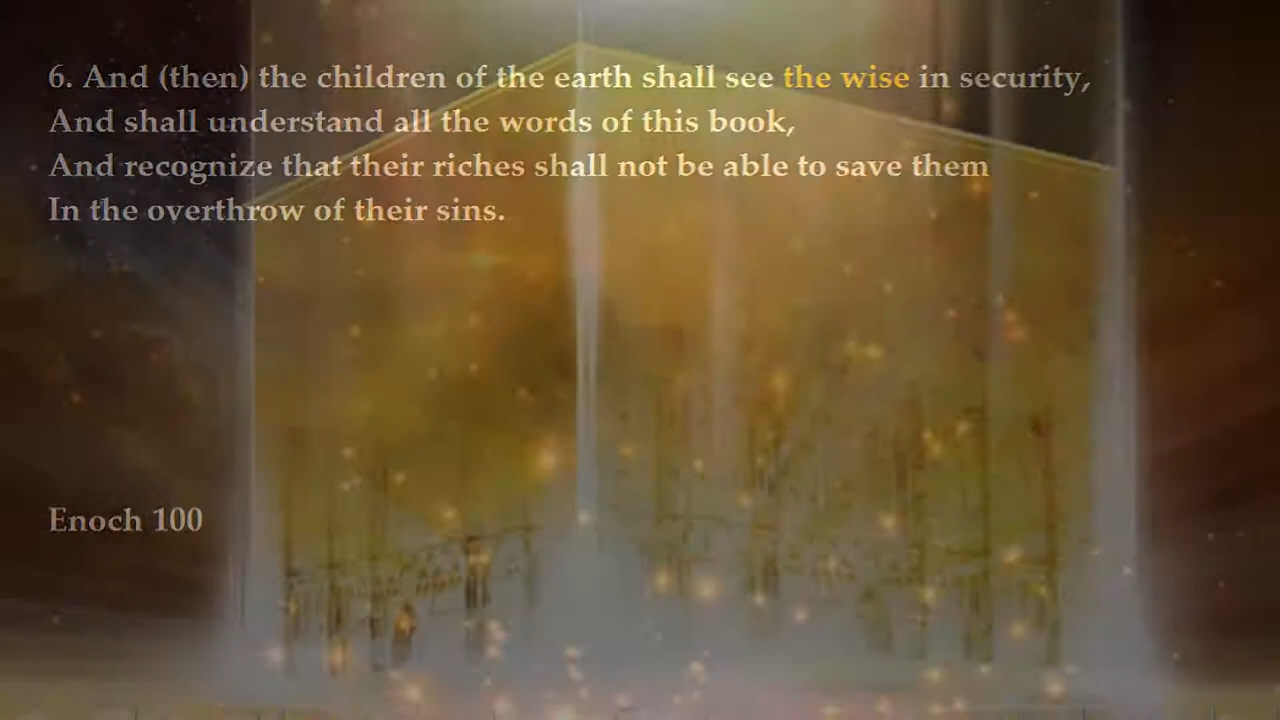 6. And (then) the children of the earth shall see the wise in security,
And shall understand all the words of this book,
And recognize that their riches shall not be able to save them
In the overthrow of their sins.
Enoch 100